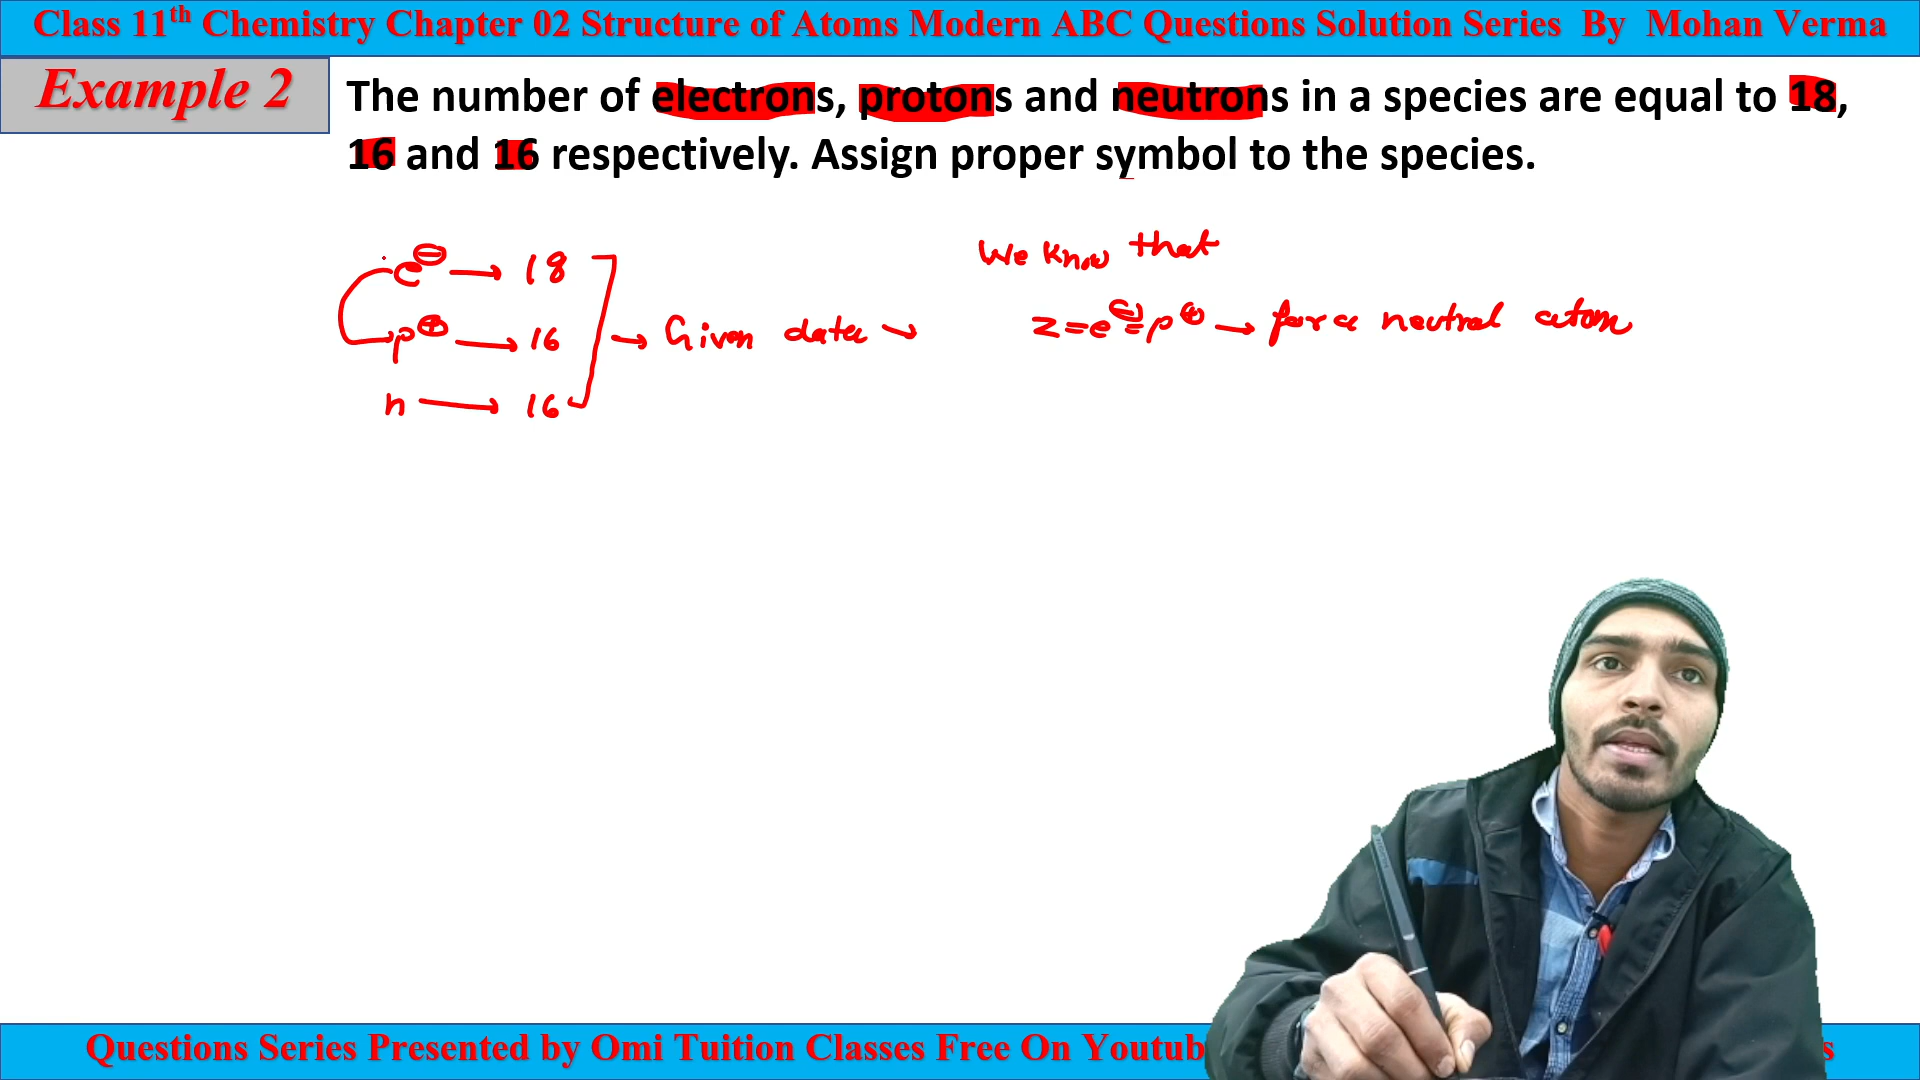 Class 11th Chemistry Chapter 02 Structure of Atoms Modern ABC Questions Solution Series By Mohan Verma
Example 2
The number of electrons, protons and neutrons in a species are equal to 18,
16 and 16 respectively. Assign proper symbol to the species.
e⊖ → 18
p⊕ → 16
n → 16
→ Given data →
We know that
Z=e⊖=p⊕ → for a neutral atom
Questions Series Presented by Omi Tuition Classes Free On Youtub
s